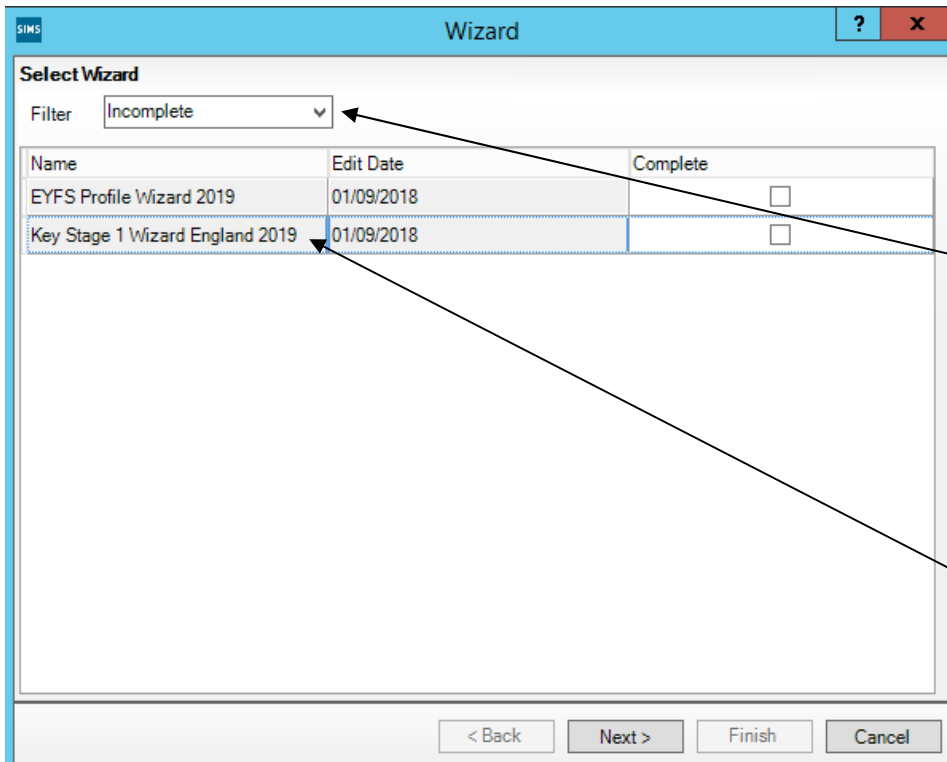 SIMS Wizard ? x
Select Wizard
Filter Incomplete
Name Edit Date Complete
EYFS Profile Wizard 2019 01/09/2018
Key Stage 1 Wizard England 2019 01/09/2018
< Back Next > Finish Cancel